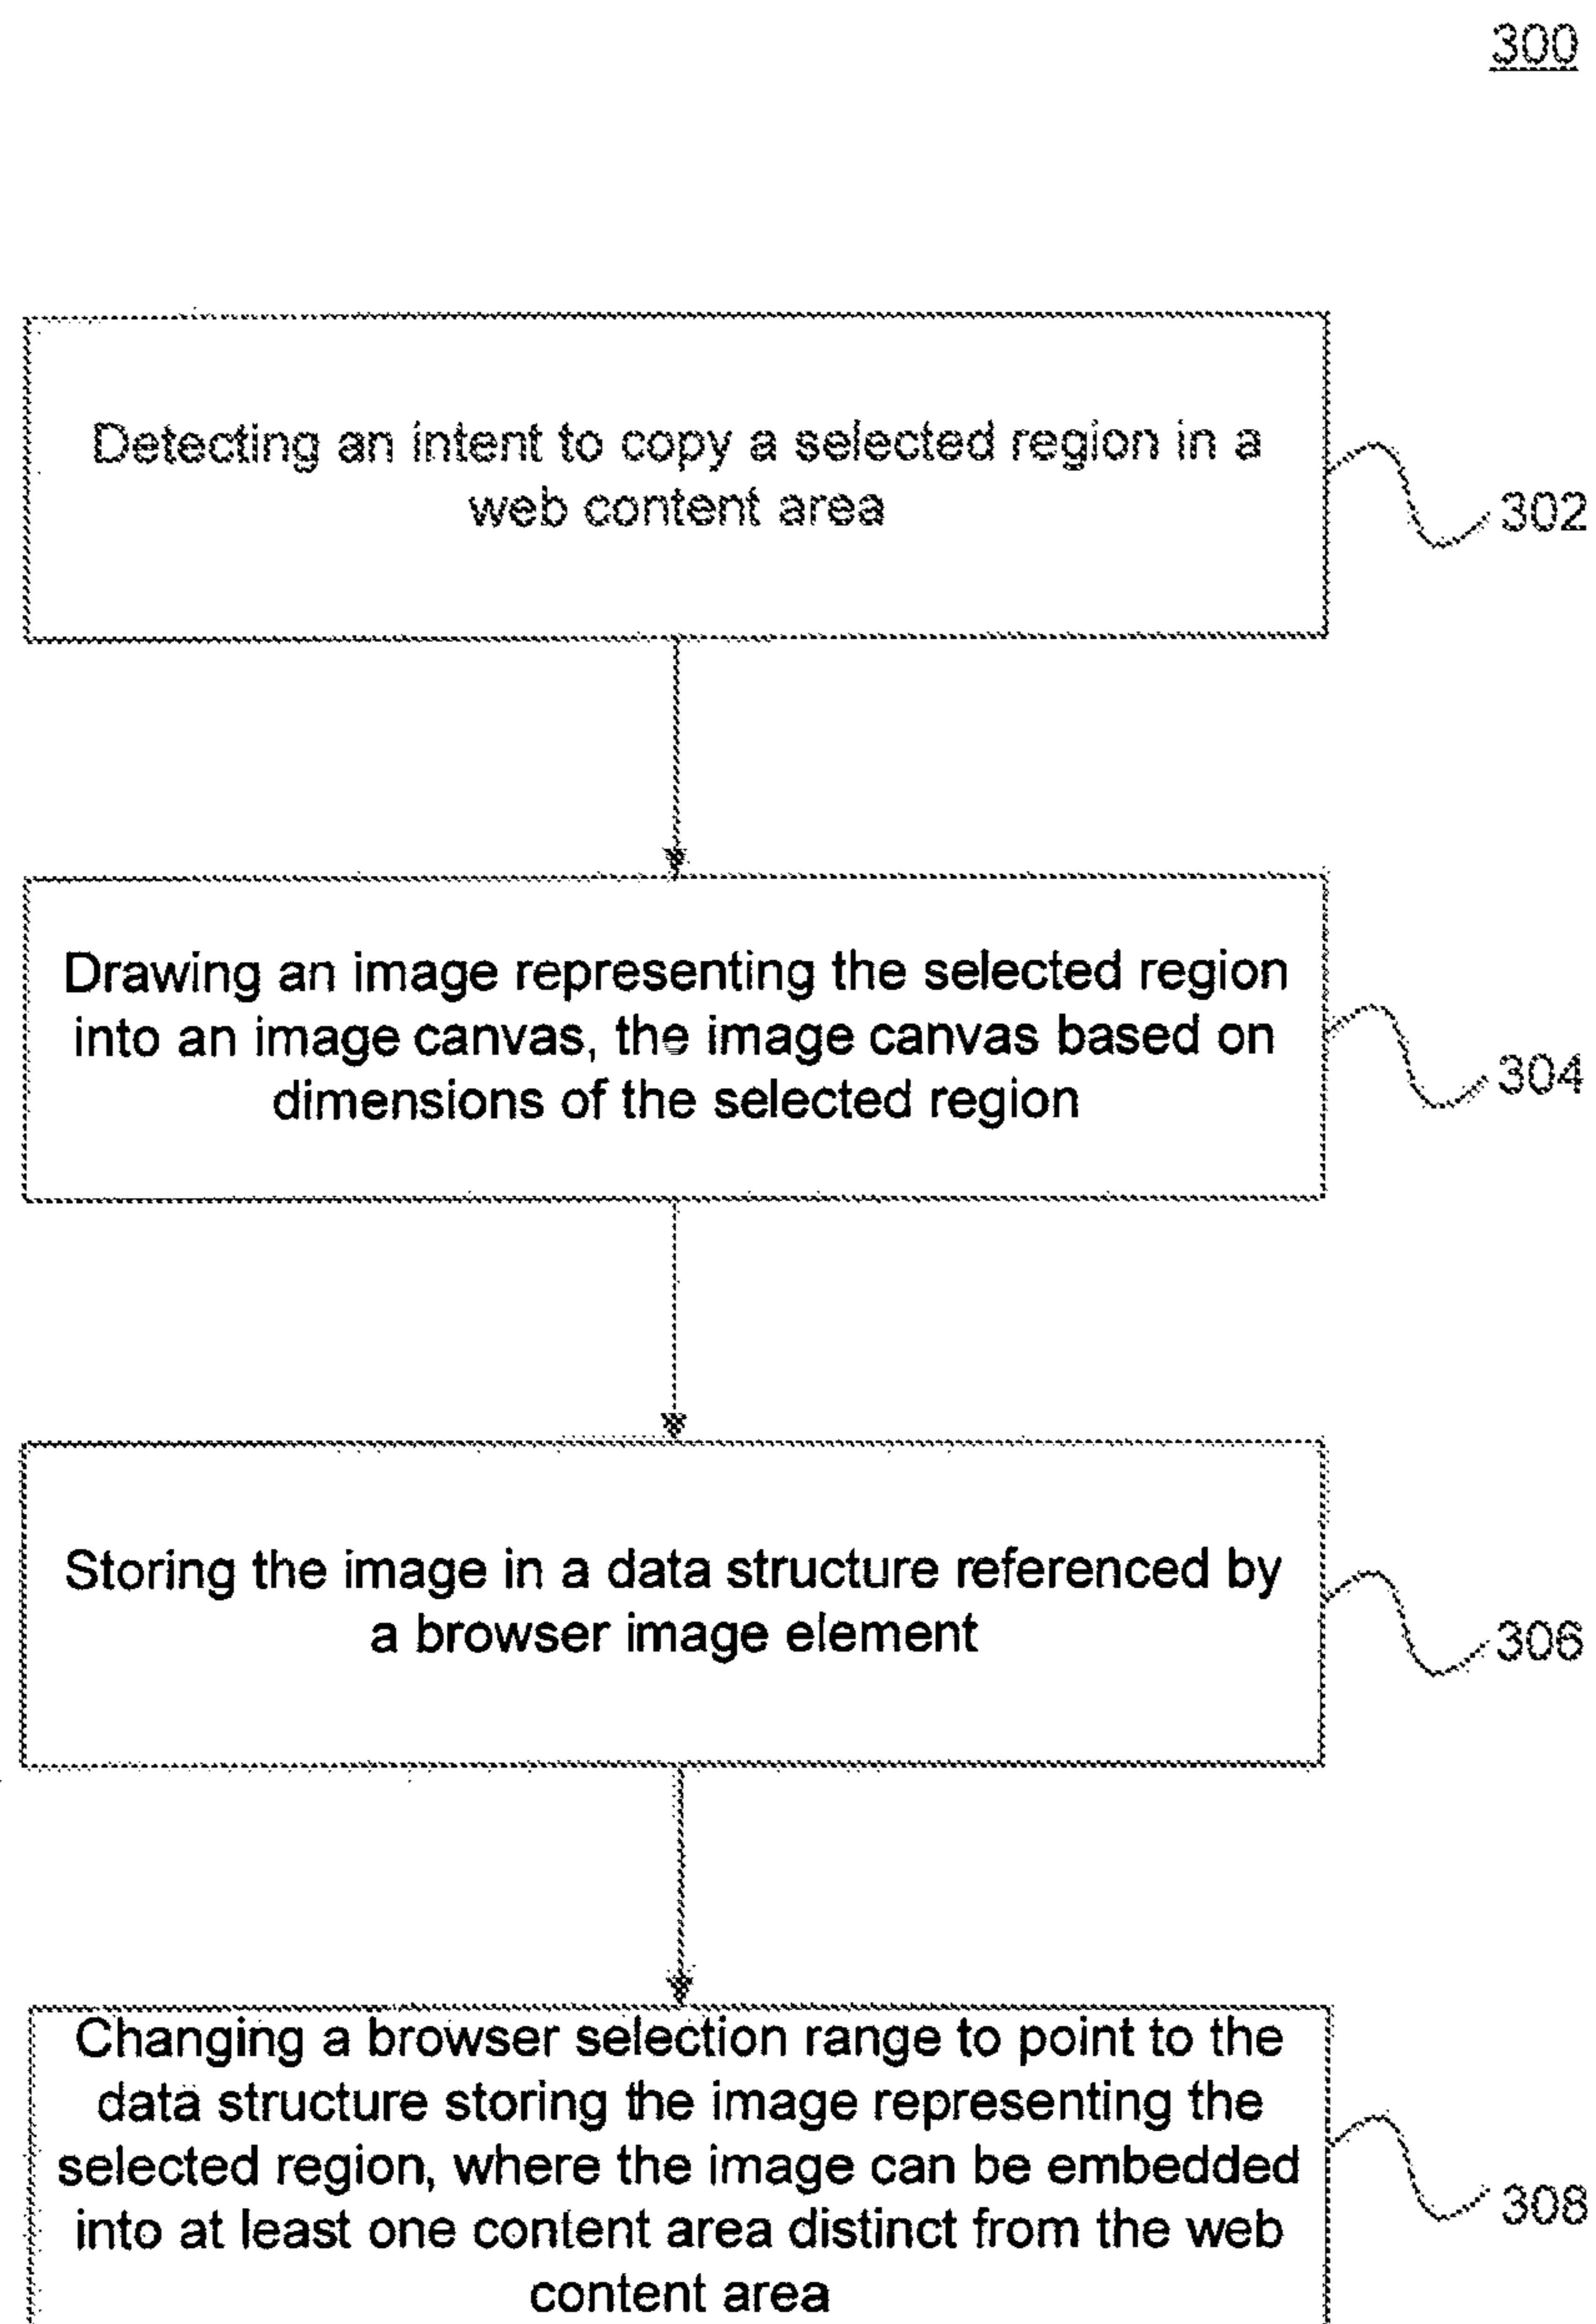 300
Detecting an intent to copy a selected region in a
web content area
302
Drawing an image representing the selected region
into an image canvas, the image canvas based on
dimensions of the selected region
304
Storing the image in a data structure referenced by
a browser image element
306
Changing a browser selection range to point to the
data structure storing the image representing the
selected region, where the image can be embedded
into at least one content area distinct from the web
content area
308